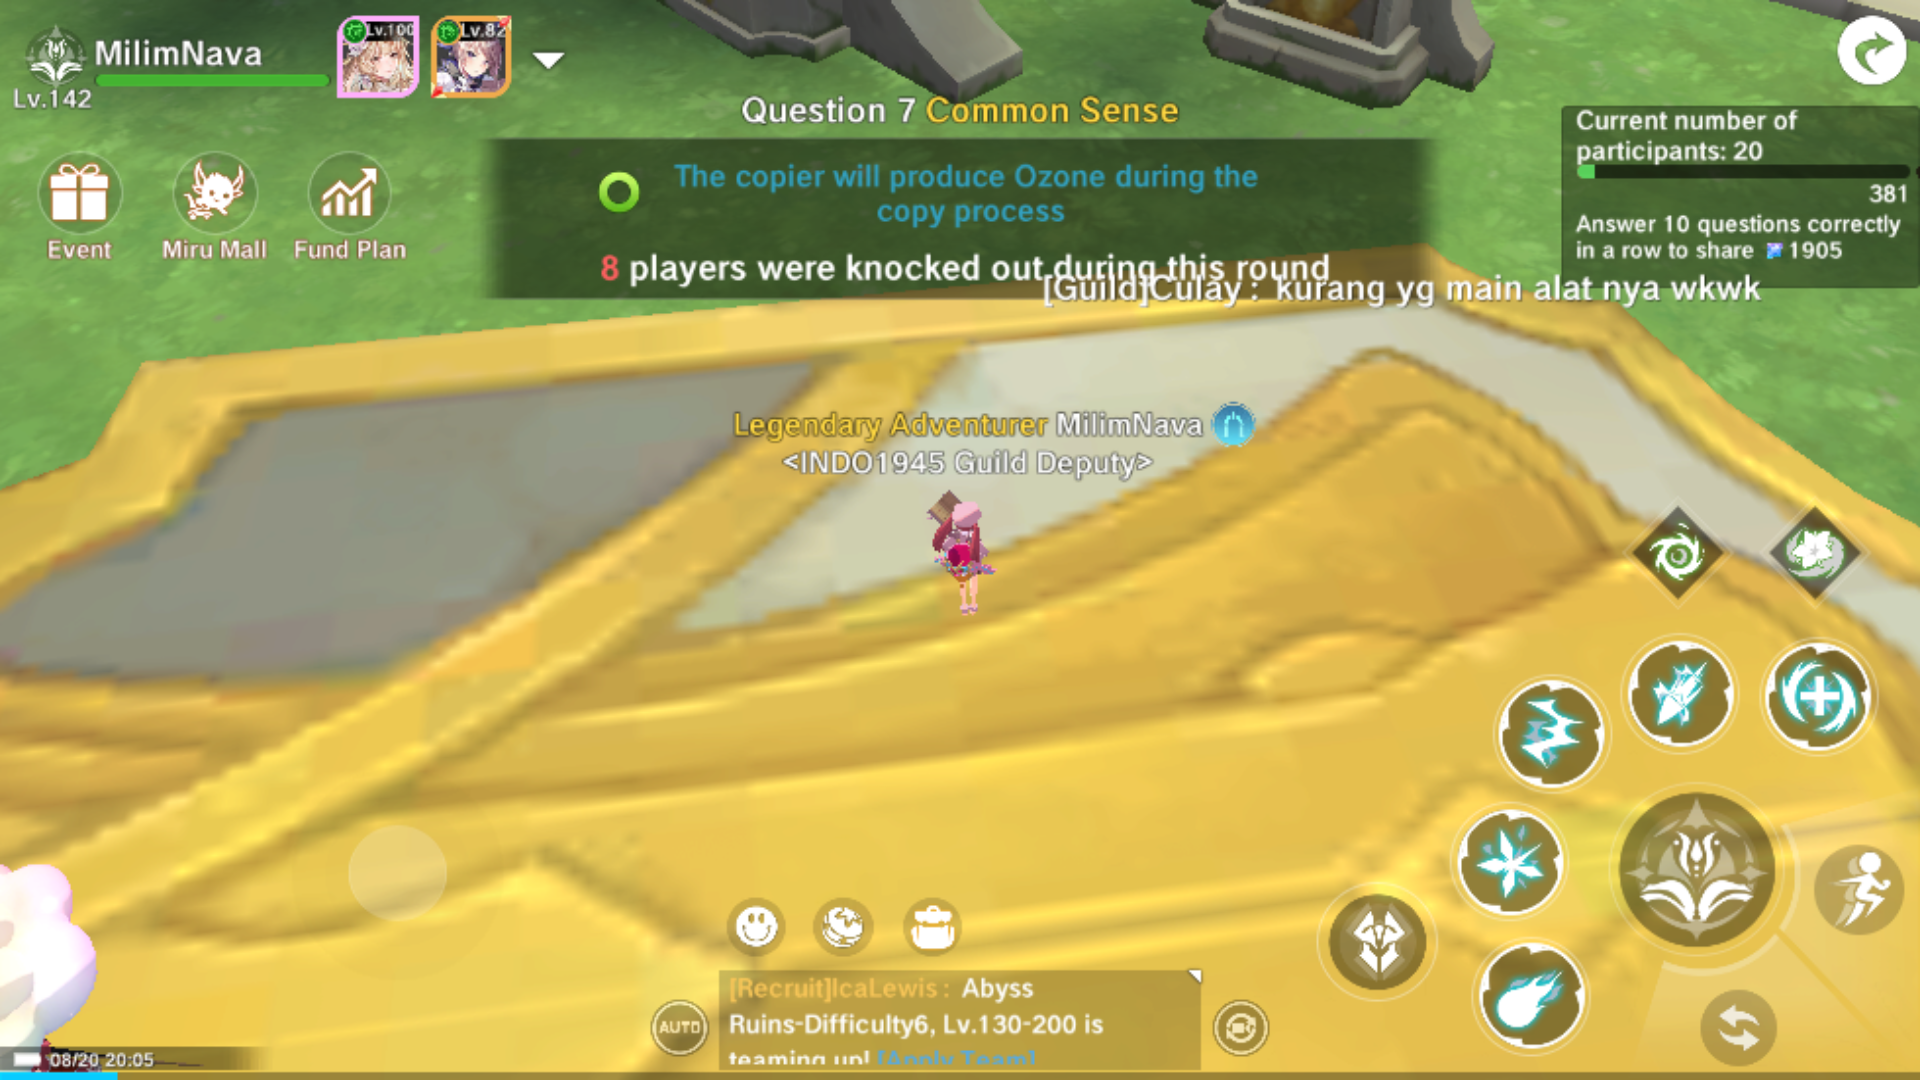 MilimNava
Lv.142
Lv.100
Lv.82
Event
Miru Mall
Fund Plan
Question 7 Common Sense
The copier will produce Ozone during the
copy process
8 players were knocked out during this round
[Guild]Culay : kurang yg main alat nya wkwk
Current number of
participants: 20
381
Answer 10 questions correctly
in a row to share 1905
Legendary Adventurer MilimNava
<INDO1945 Guild Deputy>
[Recruit]IcaLewis : Abyss
Ruins-Difficulty6, Lv.130-200 is
teaming up! [Apply Team]
AUTO
08/20 20:05